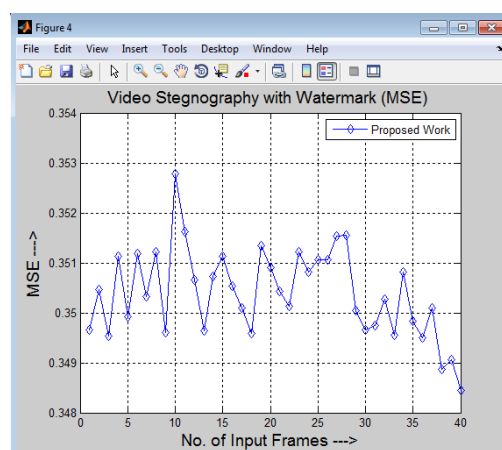 Figure 4
File Edit View Insert Tools Desktop Window Help
Video Stegnography with Watermark (MSE)
Proposed Work
0.354
0.353
0.352
0.351
0.35
0.349
0.348
MSE --->
0 5 10 15 20 25 30 35 40
No. of Input Frames --->